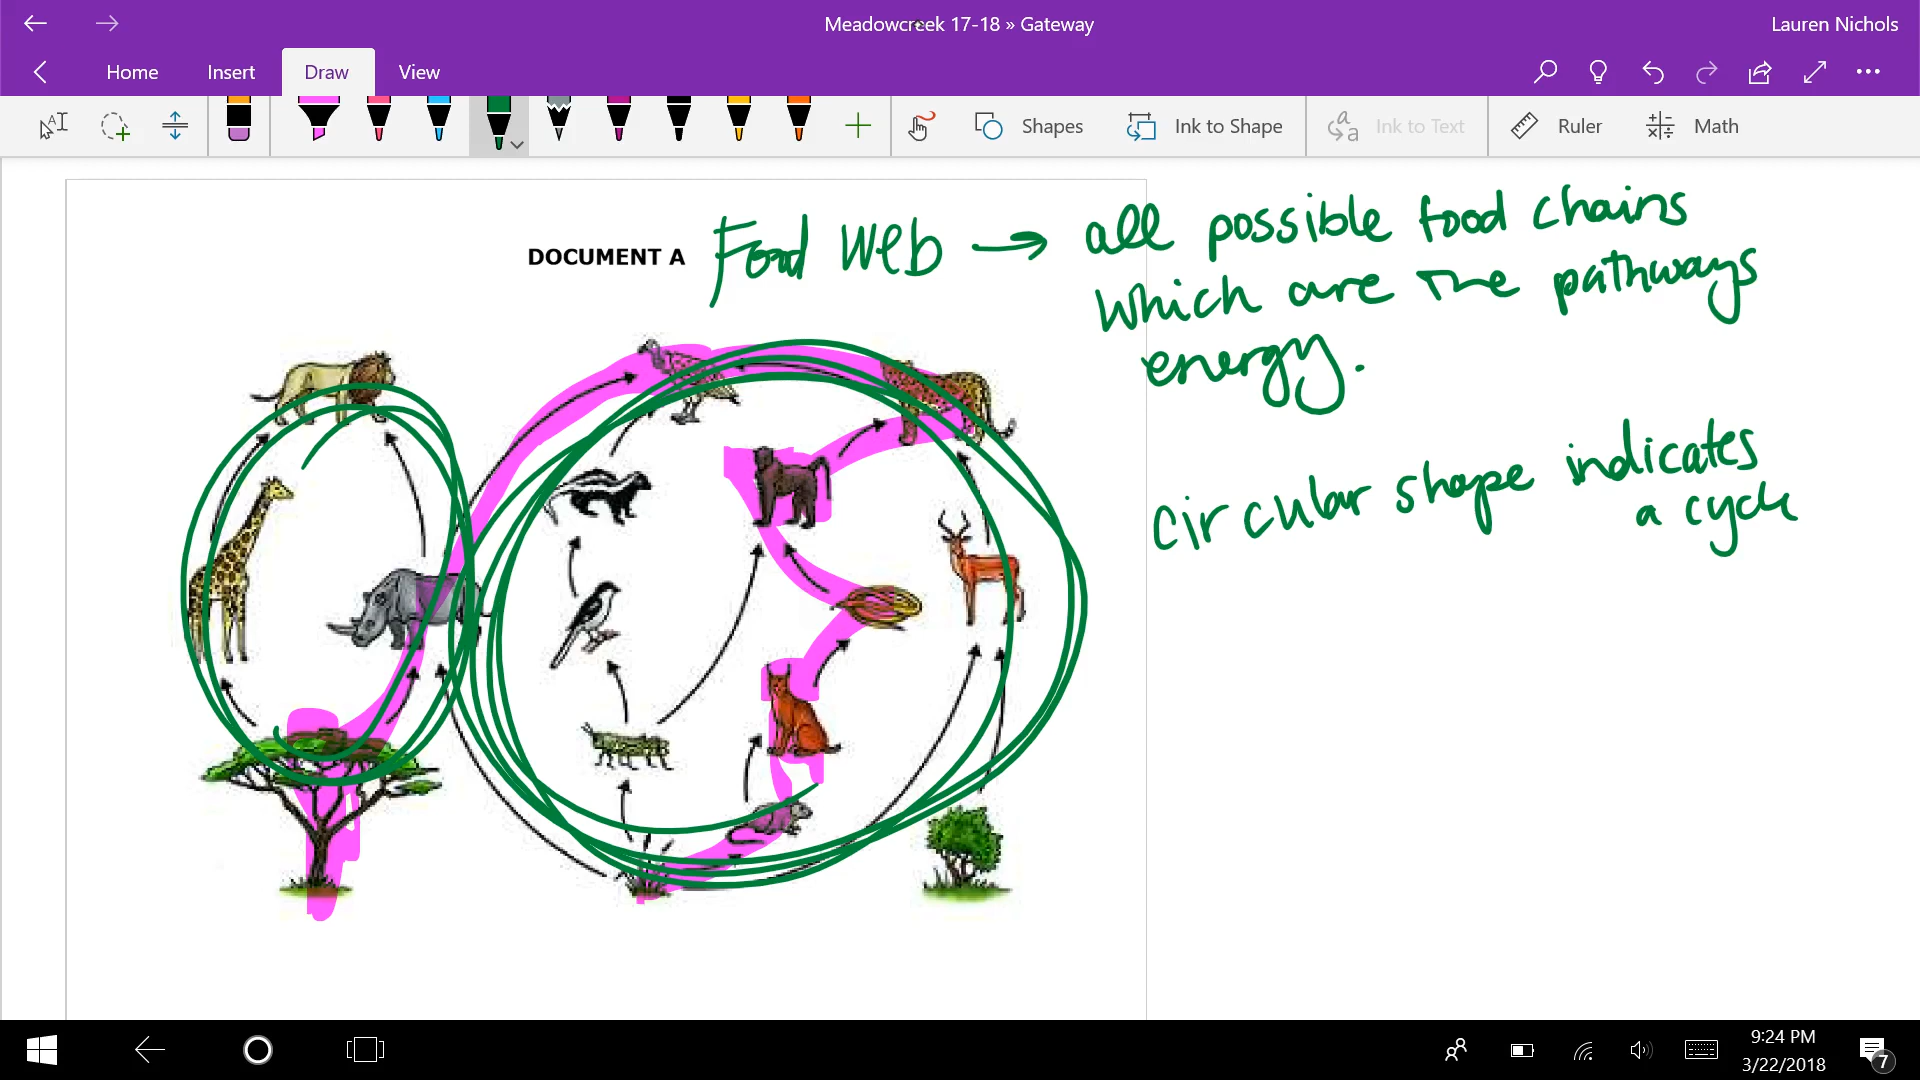 Meadowcreek 17-18 » Gateway
Lauren Nichols
Home Insert Draw View
Shapes Ink to Shape Ink to Text Ruler Math
DOCUMENT A Food Web → all possible food chains
which are the pathways
energy.
circular shape indicates
a cycle
9:24 PM
3/22/2018
7